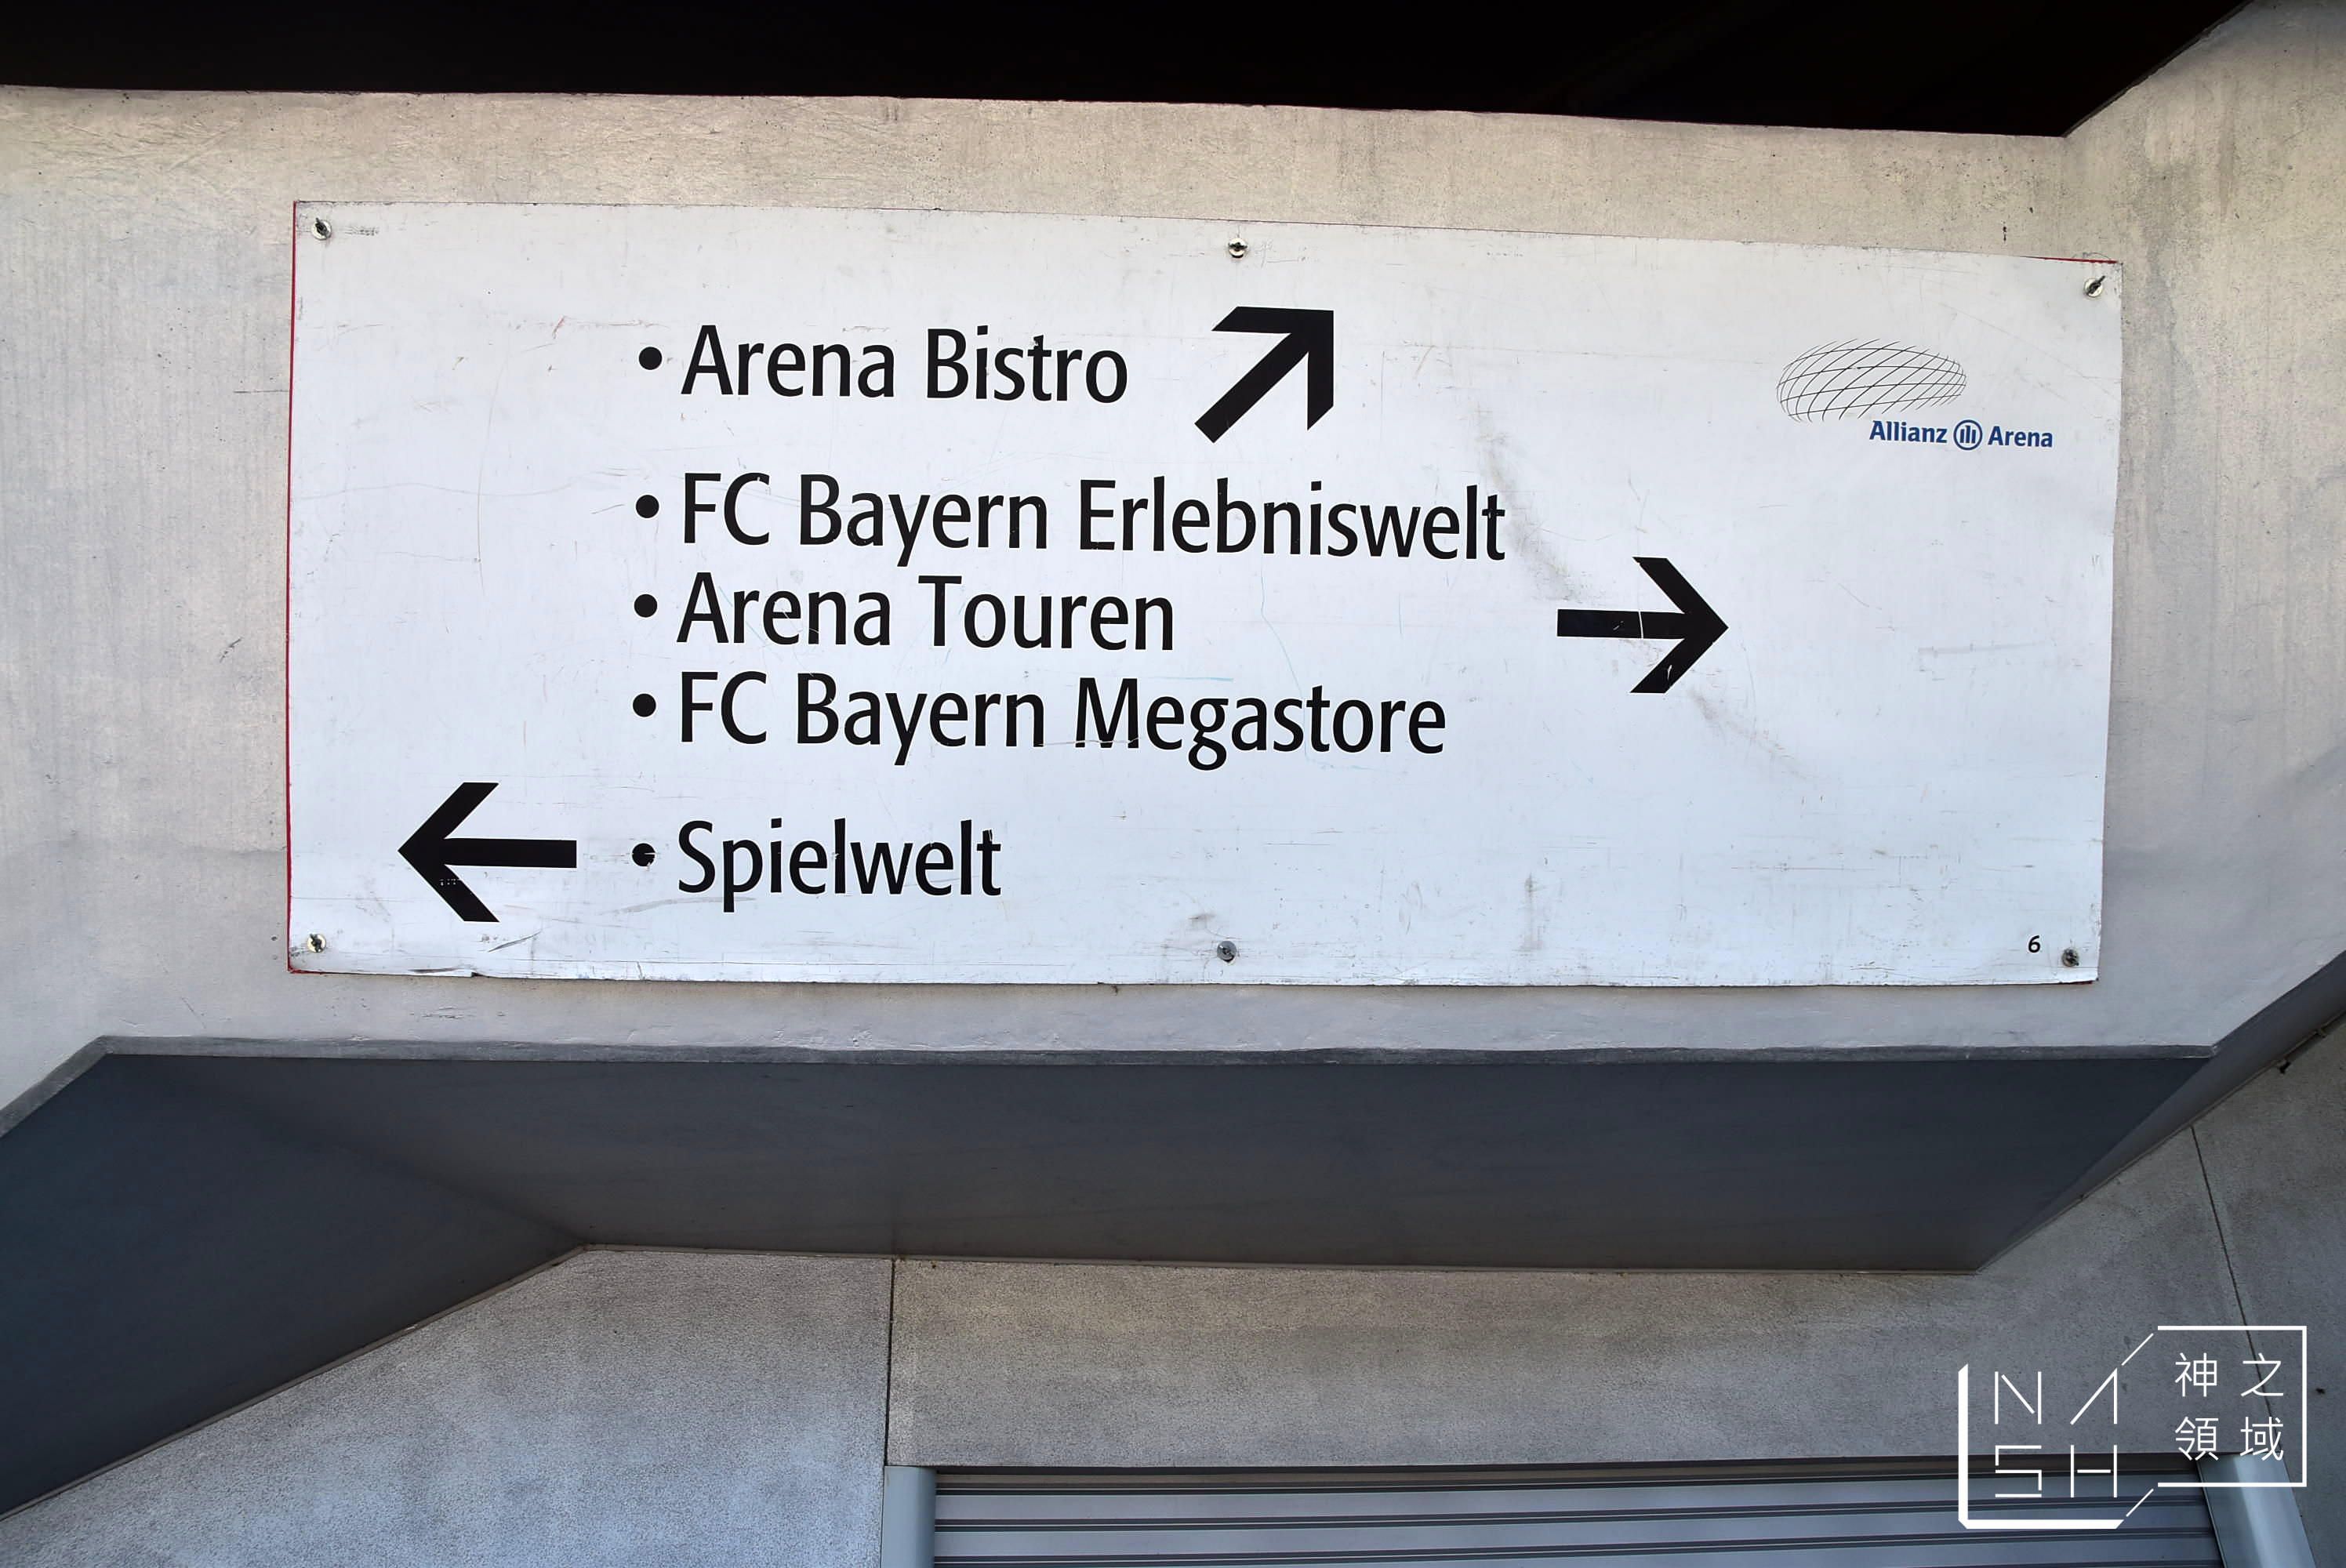 • Arena Bistro
• FC Bayern Erlebniswelt
• Arena Touren
• FC Bayern Megastore
• Spielwelt
Allianz Arena
6
NASH
神之領域